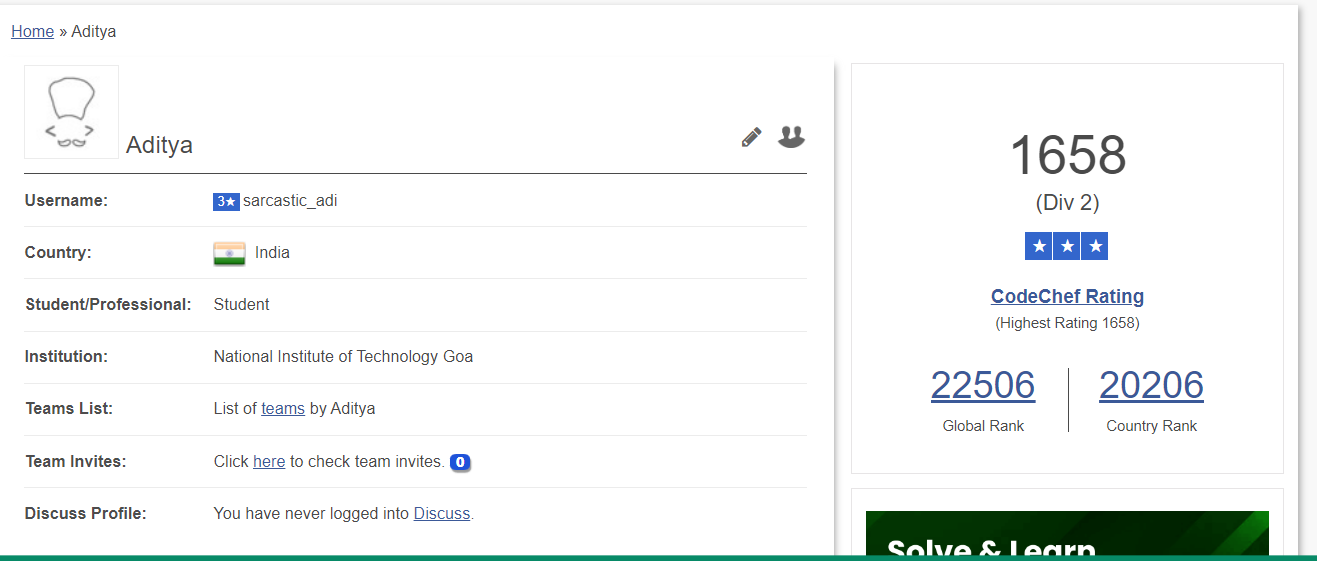 Home » Aditya
Aditya
Username: 3★ sarcastic_adi
Country: India
Student/Professional: Student
Institution: National Institute of Technology Goa
Teams List: List of teams by Aditya
Team Invites: Click here to check team invites. 0
Discuss Profile: You have never logged into Discuss.
1658
(Div 2)
★ ★ ★
CodeChef Rating
(Highest Rating 1658)
22506 20206
Global Rank Country Rank
Solve & Learn